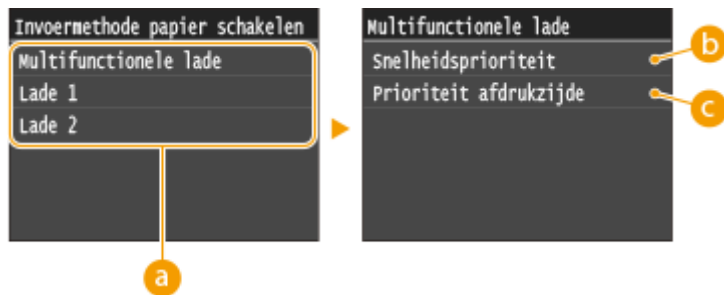 Invoermethode papier schakelen
Multifunctionele lade
Lade 1
Lade 2
a
Multifunctionele lade
Snelheidsprioriteit
b
Prioriteit afdrukzijde
c